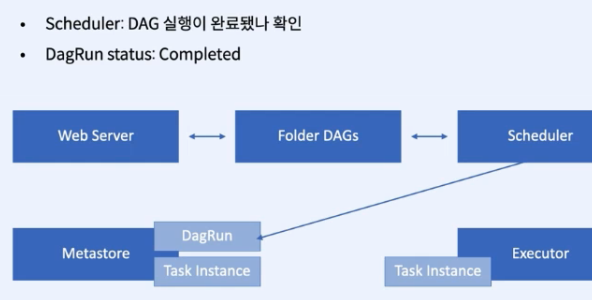 • Scheduler: DAG 실행이 완료됐나 확인
• DagRun status: Completed
Web Server
Folder DAGs
Scheduler
DagRun
Metastore
Task Instance
Executor
Task Instance